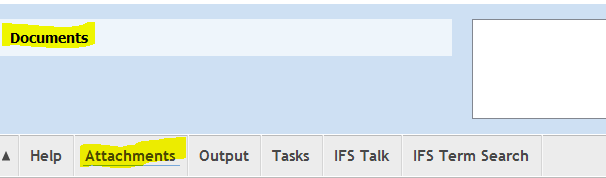 Documents
▲ Help Attachments Output Tasks IFS Talk IFS Term Search